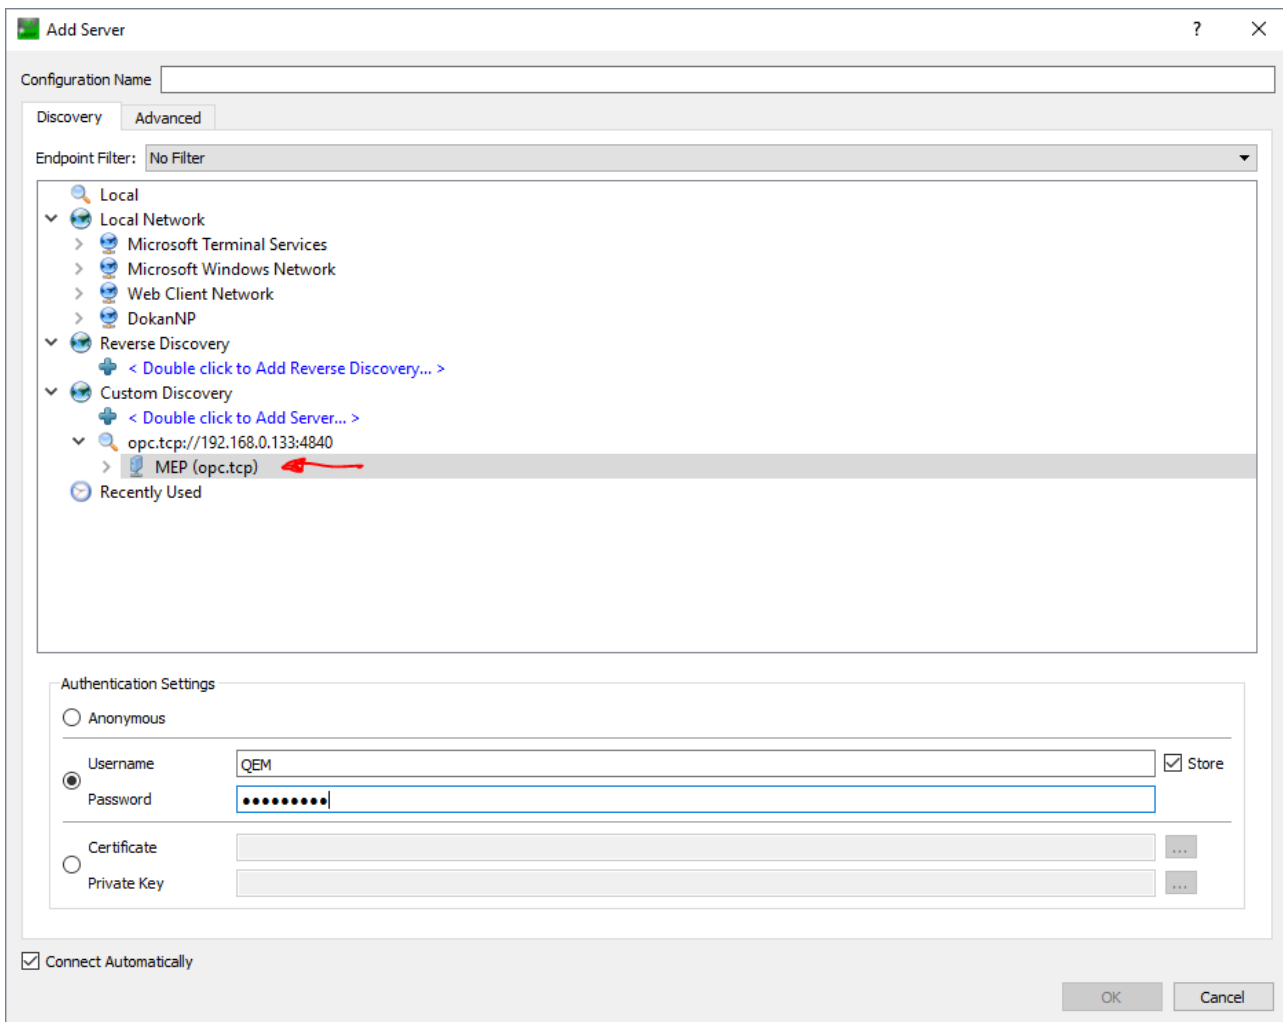 Add Server
?
Configuration Name
Discovery Advanced
Endpoint Filter: No Filter
Local
Local Network
Microsoft Terminal Services
Microsoft Windows Network
Web Client Network
DokanNP
Reverse Discovery
< Double click to Add Reverse Discovery... >
Custom Discovery
< Double click to Add Server... >
opc.tcp://192.168.0.133:4840
MEP (opc.tcp)
Recently Used
Authentication Settings
Anonymous
Username QEM Store
Password ●●●●●●●●●
Certificate ...
Private Key ...
Connect Automatically
OK Cancel